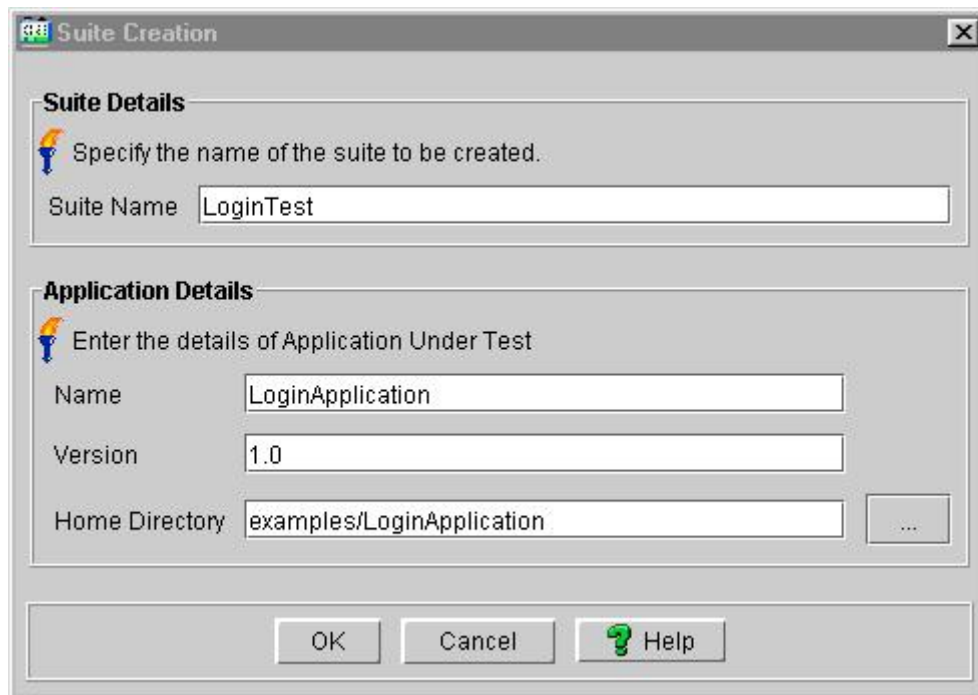 Suite Creation
Suite Details
Specify the name of the suite to be created.
Suite Name LoginTest
Application Details
Enter the details of Application Under Test
Name LoginApplication
Version 1.0
Home Directory examples/LoginApplication ...
OK Cancel Help